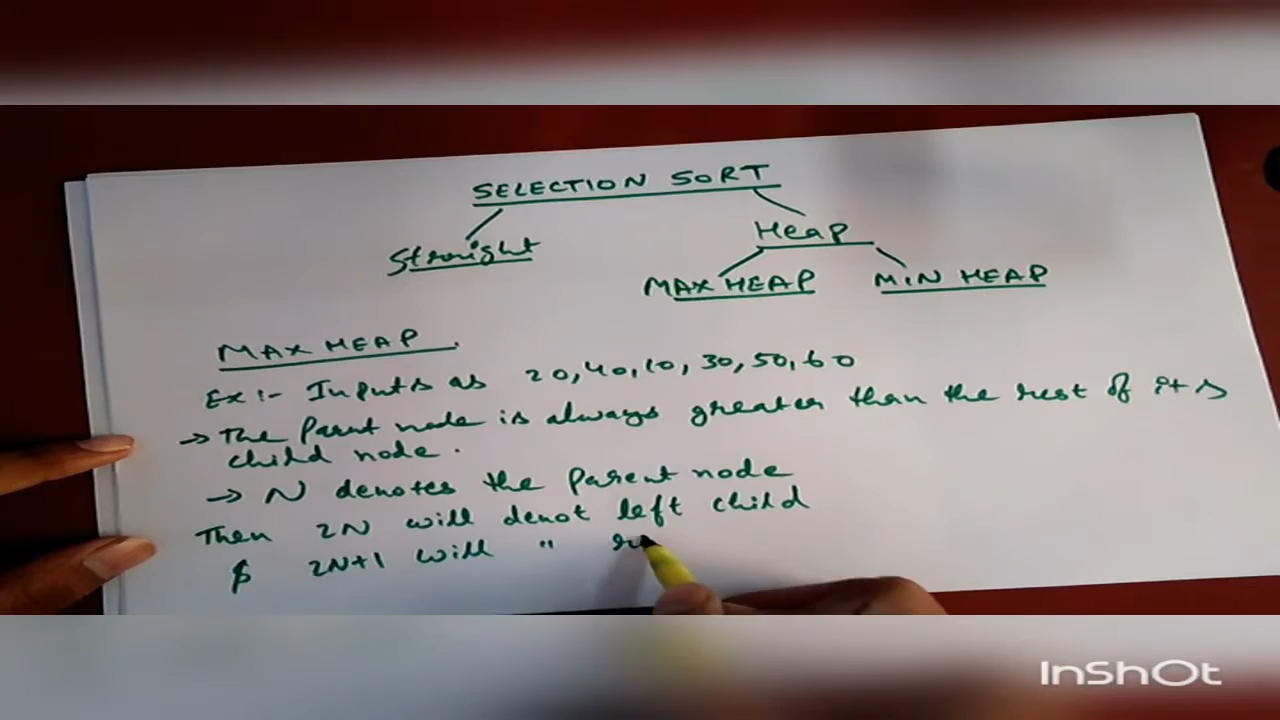 SELECTION SORT
Straight
Heap
MAX HEAP
MIN HEAP
MAX HEAP.
Ex:- Inputs as 20,40,10,30,50,60
→ The Parent node is always greater than the rest of its
child node.
→ N denotes the Parent node
Then 2N will denot left child
& 2N+1 will "
InShOt